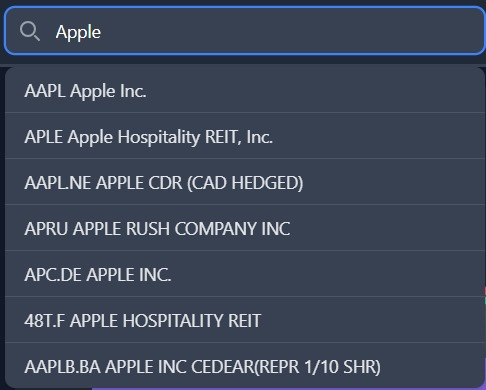 Apple
AAPL Apple Inc.
APLE Apple Hospitality REIT, Inc.
AAPL.NE APPLE CDR (CAD HEDGED)
APRU APPLE RUSH COMPANY INC
APC.DE APPLE INC.
48T.F APPLE HOSPITALITY REIT
AAPLB.BA APPLE INC CEDEAR(REPR 1/10 SHR)